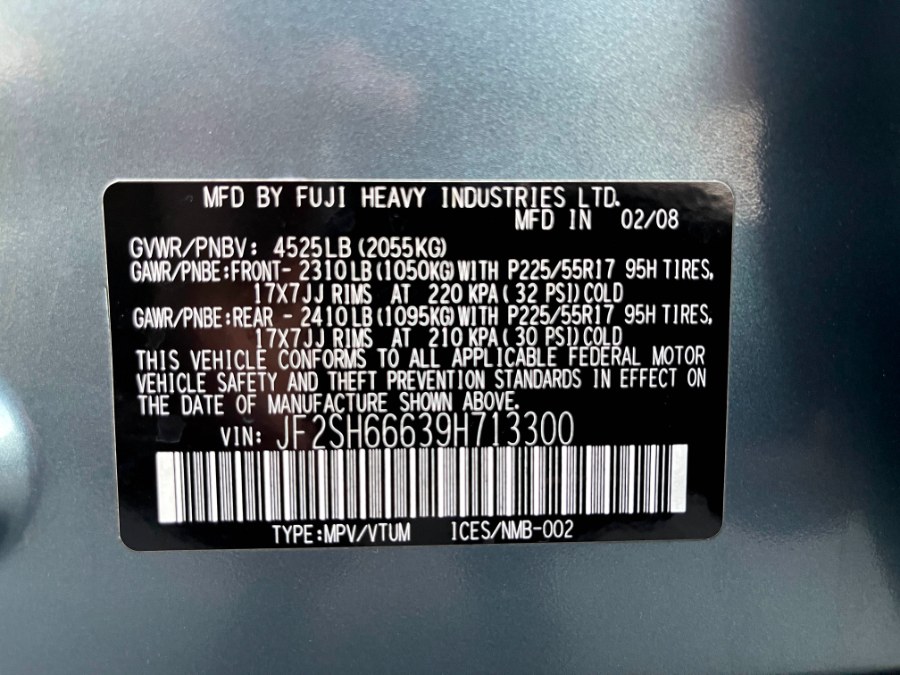 MFD BY FUJI HEAVY INDUSTRIES LTD.
MFD IN 02/08
GVWR/PNBV: 4525LB (2055KG)
GAWR/PNBE:FRONT- 2310LB (1050KG) WITH P225/55R17 95H TIRES,
17X7JJ RIMS AT 220 KPA ( 32 PSI) COLD
GAWR/PNBE:REAR - 2410LB (1095KG) WITH P225/55R17 95H TIRES,
17X7JJ RIMS AT 210 KPA ( 30 PSI) COLD
THIS VEHICLE CONFORMS TO ALL APPLICABLE FEDERAL MOTOR
VEHICLE SAFETY AND THEFT PREVENTION STANDARDS IN EFFECT ON
THE DATE OF MANUFACTURE SHOWN ABOVE.
VIN: JF2SH66639H713300
TYPE:MPV/VTUM ICES/NMB-002